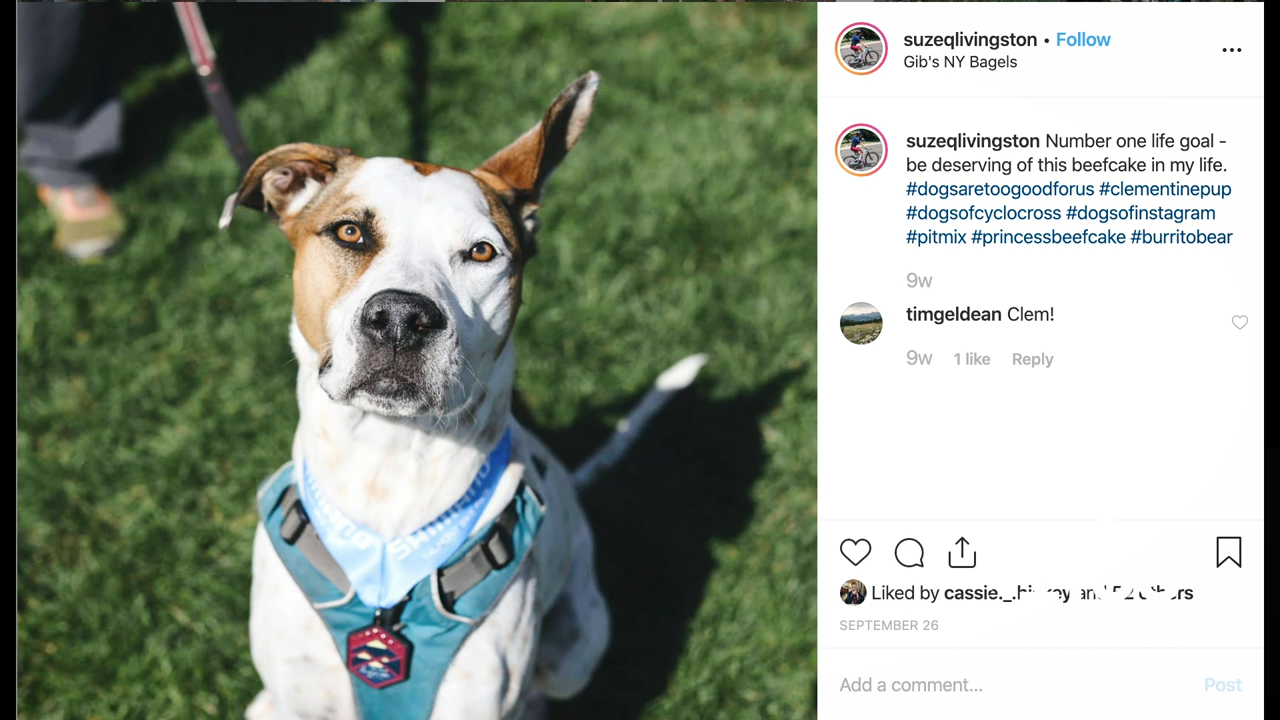 suzeqlivingston • Follow
Gib's NY Bagels
suzeqlivingston Number one life goal -
be deserving of this beefcake in my life.
#dogsaretoogoodforus #clementinepup
#dogsofcyclocross #dogsofinstagram
#pitmix #princessbeefcake #burritobear
9w
timgeldean Clem!
9w 1 like Reply
Liked by and others
SEPTEMBER 26
Add a comment... Post